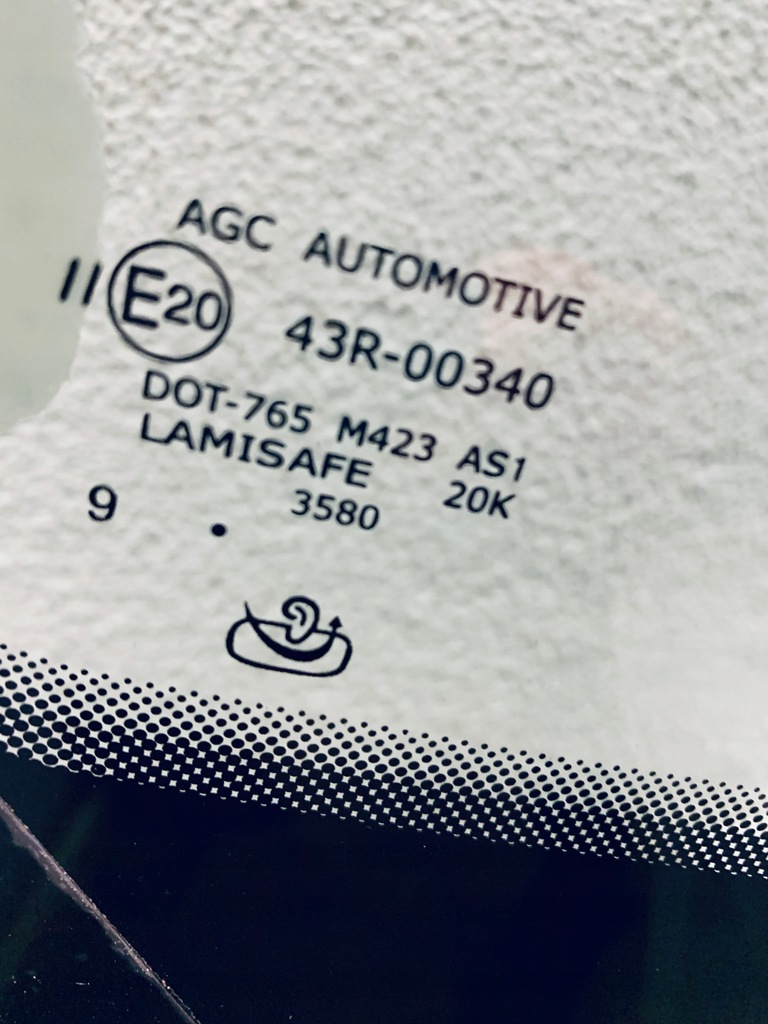 AGC AUTOMOTIVE
II E20 43R-00340
DOT-765 M423 AS1
LAMISAFE 20K
3580
9 .